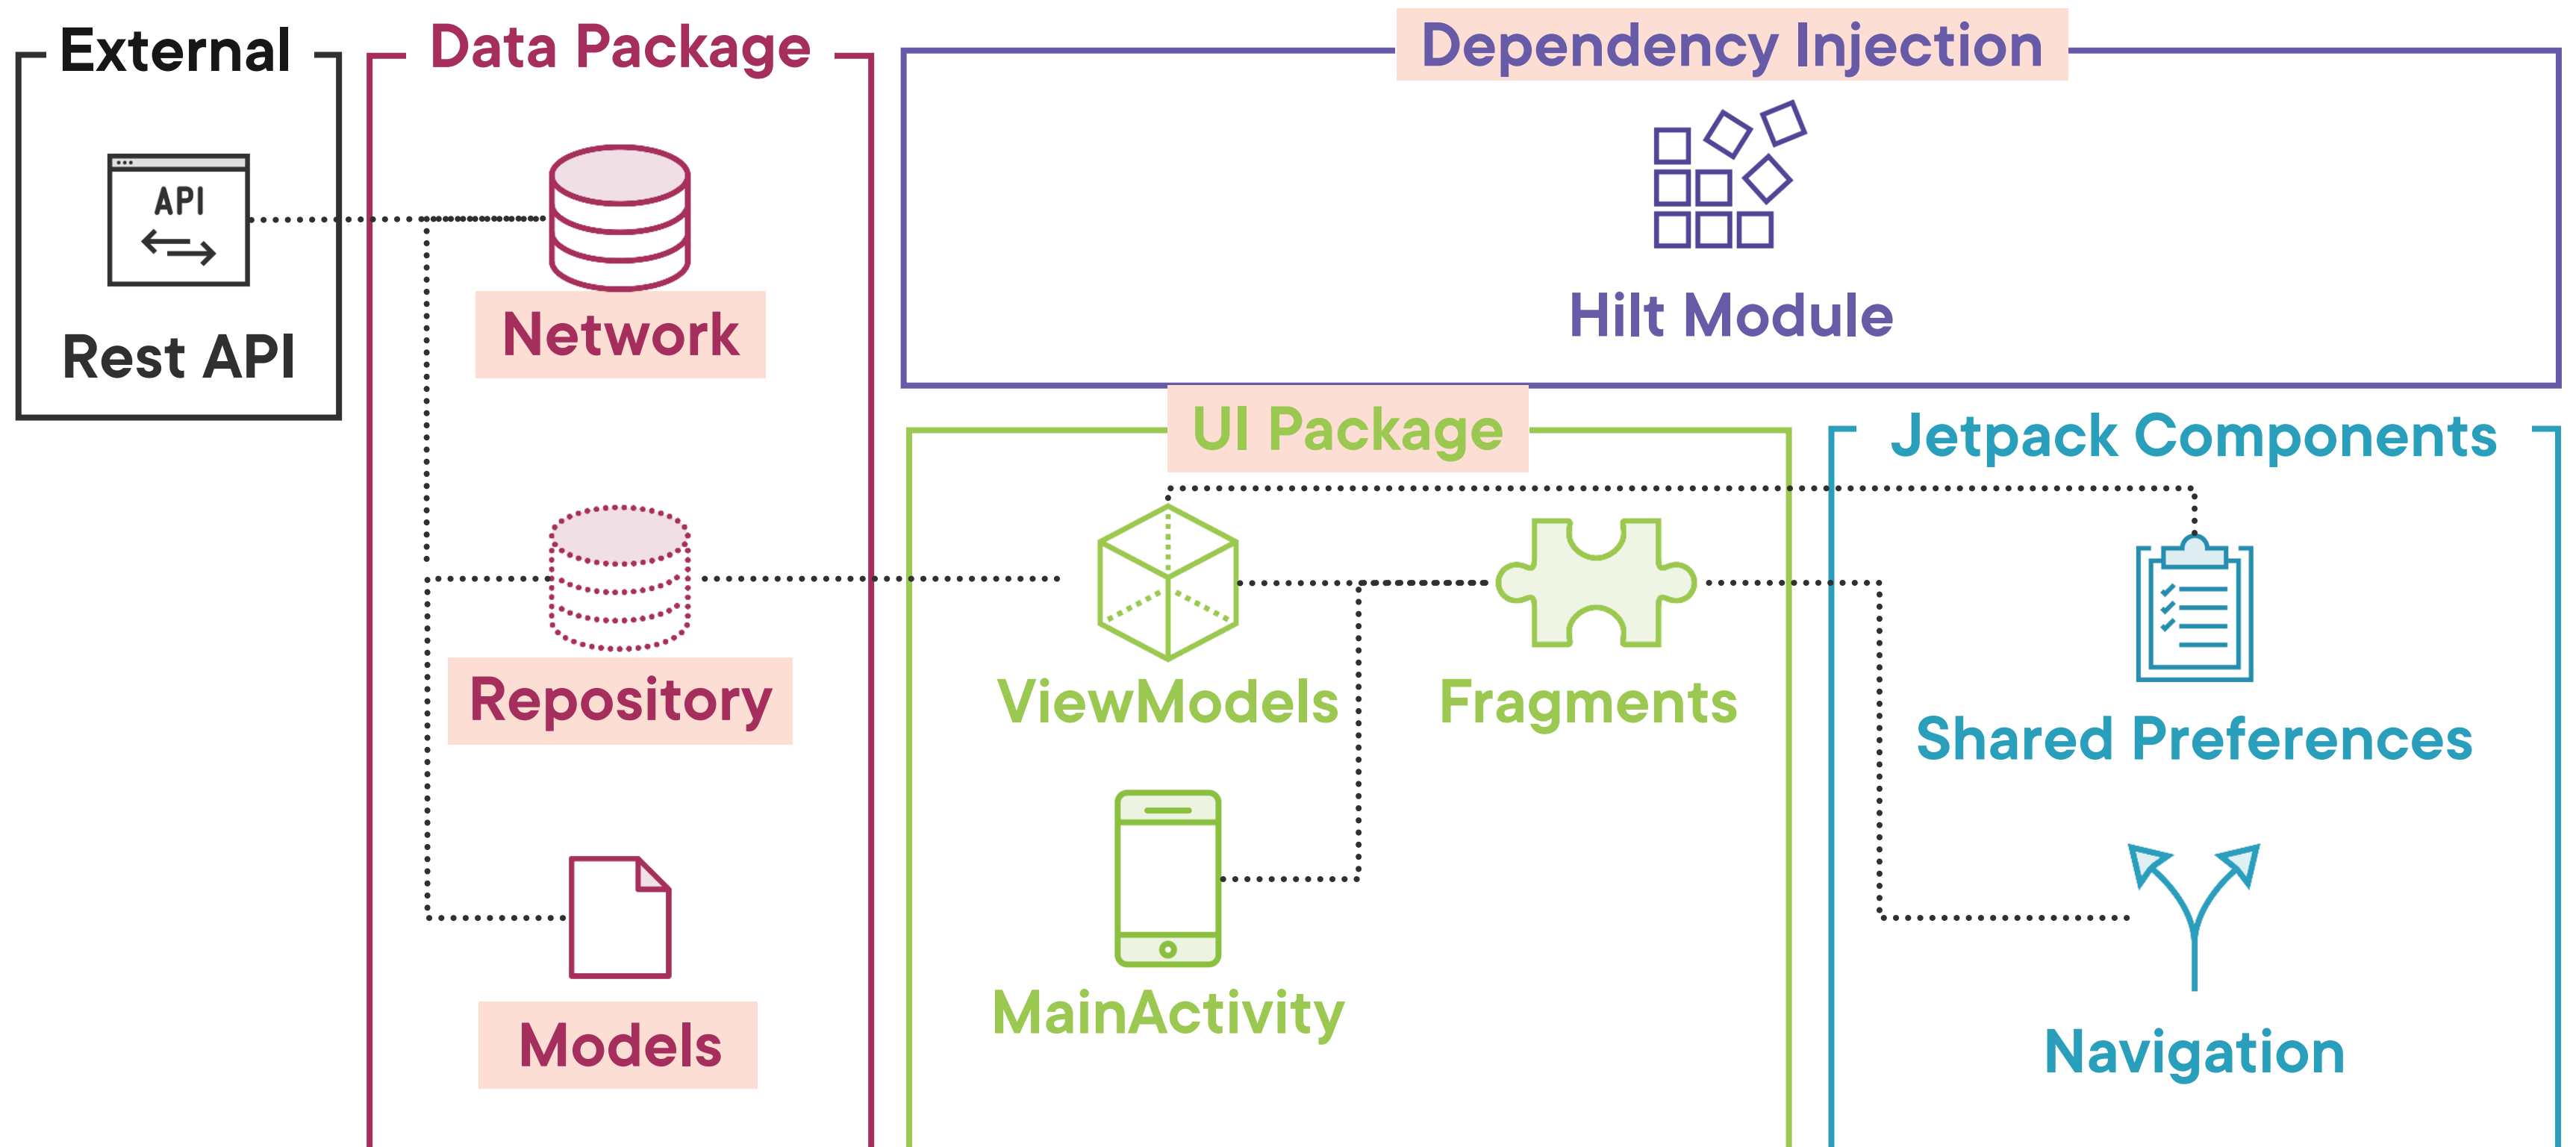 External
API
Rest API
Data Package
Network
Repository
Models
Dependency Injection
Hilt Module
UI Package
ViewModels
Fragments
MainActivity
Jetpack Components
Shared Preferences
Navigation